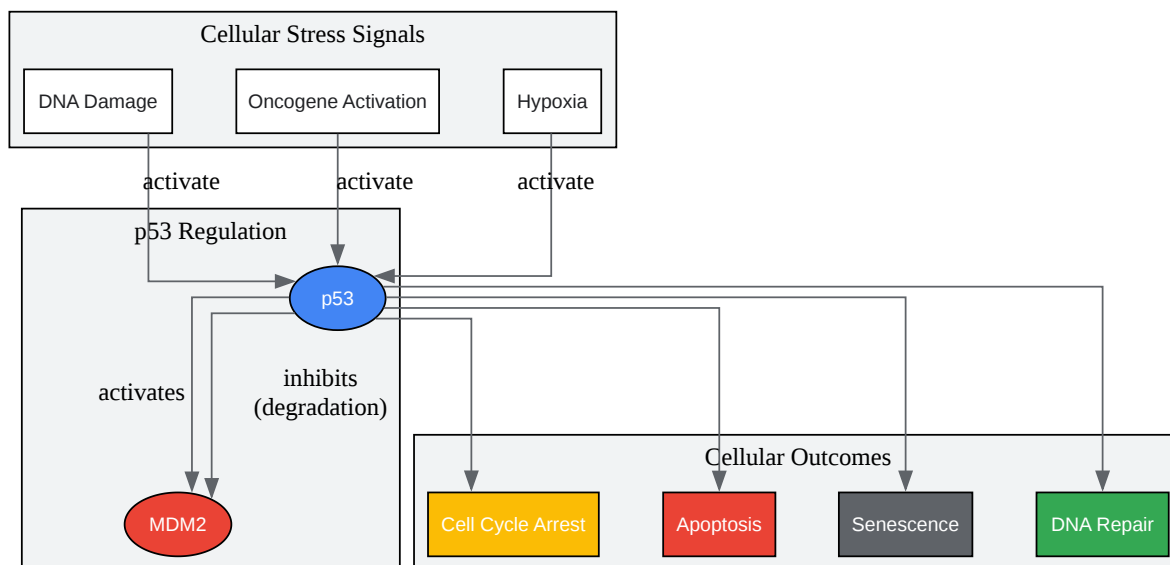 Cellular Stress Signals
DNA Damage
Oncogene Activation
Hypoxia
activate
activate
activate
p53 Regulation
p53
activates
inhibits
(degradation)
MDM2
Cellular Outcomes
Cell Cycle Arrest
Apoptosis
Senescence
DNA Repair